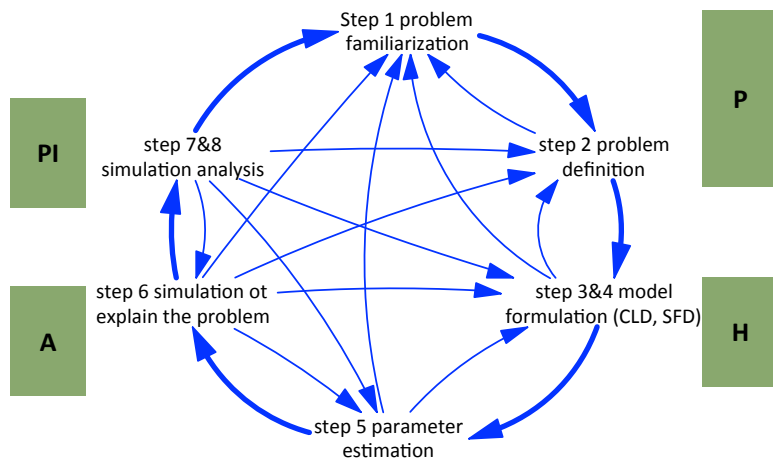 Step 1 problem
familiarization
P
step 7&8
simulation analysis
PI
step 2 problem
definition
step 6 simulation ot
explain the problem
A
step 3&4 model
formulation (CLD, SFD)
H
step 5 parameter
estimation